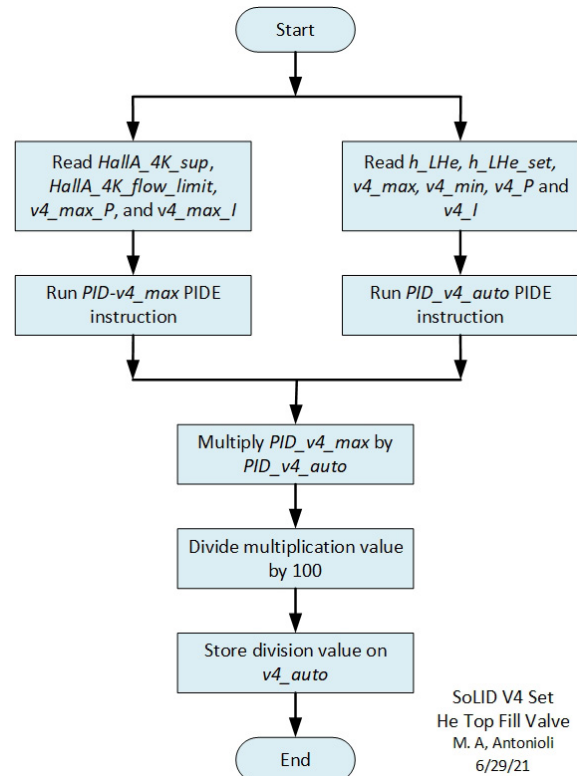 Start
Read HallA_4K_sup,
HallA_4K_flow_limit,
v4_max_P, and v4_max_I
Read h_LHe, h_LHe_set,
v4_max, v4_min, v4_P and
v4_I
Run PID-v4_max PIDE
instruction
Run PID_v4_auto PIDE
instruction
Multiply PID_v4_max by
PID_v4_auto
Divide multiplication value
by 100
Store division value on
v4_auto
End
SoLID V4 Set
He Top Fill Valve
M. A, Antonioli
6/29/21